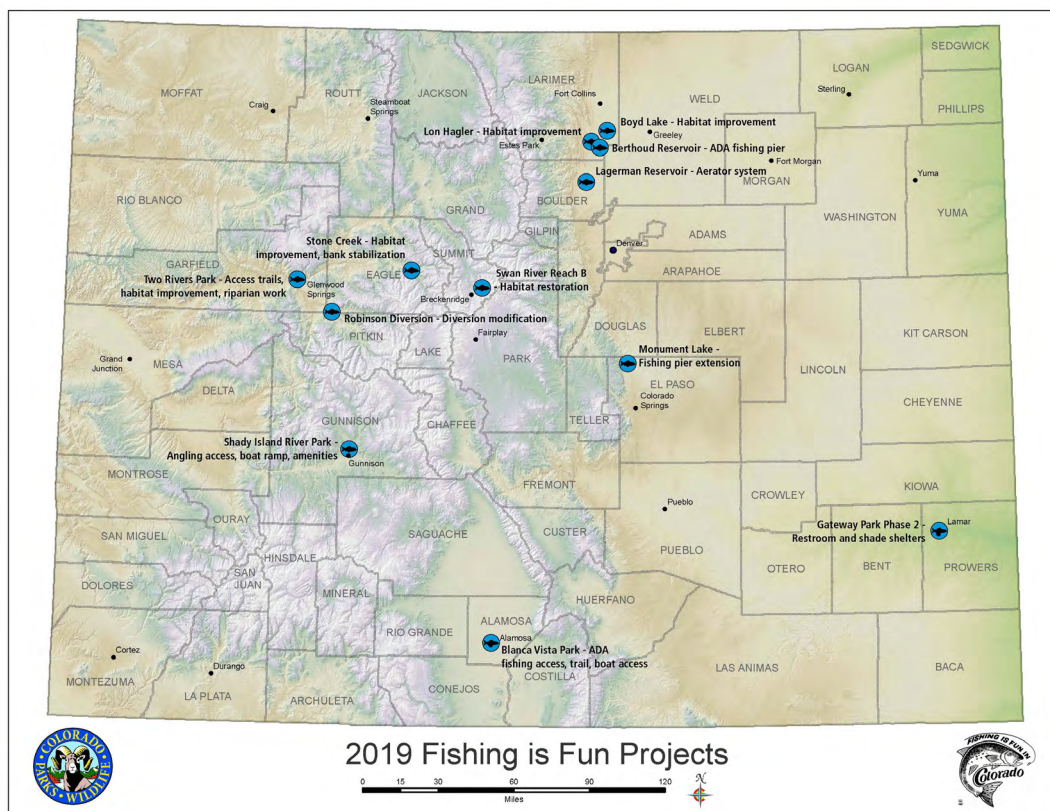 SEDGWICK
LOGAN
LARIMER
MOFFAT
ROUTT
JACKSON
WELD
Fort Collins
Sterling
PHILLIPS
Craig
Steamboat
Springs
Boyd Lake - Habitat improvement
Lon Hagler - Habitat improvement
Greeley
Estes Park
Berthoud Reservoir - ADA fishing pier
Fort Morgan
Lagerman Reservoir - Aerator system
MORGAN
Yuma
RIO BLANCO
BOULDER
GRAND
WASHINGTON
YUMA
GILPIN
ADAMS
Stone Creek - Habitat
improvement, bank stabilization
SUMMIT
Denver
GARFIELD
EAGLE
ARAPAHOE
Two Rivers Park - Access trails,
habitat improvement, riparian work
Glenwood
Springs
Swan River Reach B
- Habitat restoration
Breckenridge
Robinson Diversion - Diversion modification
DOUGLAS
ELBERT
KIT CARSON
PITKIN
Fairplay
LAKE
PARK
Grand
Junction
MESA
Monument Lake -
Fishing pier extension
LINCOLN
EL PASO
DELTA
Colorado
Springs
CHEYENNE
GUNNISON
CHAFFEE
TELLER
Shady Island River Park -
Angling access, boat ramp, amenities
Gunnison
MONTROSE
FREMONT
KIOWA
CROWLEY
Pueblo
OURAY
Gateway Park Phase 2 -
Restroom and shade shelters
Lamar
SAN MIGUEL
SAGUACHE
CUSTER
PUEBLO
HINSDALE
OTERO
BENT
PROWERS
SAN
JUAN
DOLORES
MINERAL
HUERFANO
RIO GRANDE
ALAMOSA
Alamosa
Blanca Vista Park - ADA
fishing access, trail, boat access
Cortez
Durango
LAS ANIMAS
BACA
COSTILLA
MONTEZUMA
LA PLATA
ARCHULETA
CONEJOS
COLORADO
PARKS
WILDLIFE
2019 Fishing is Fun Projects
0 15 30 60 90 120
Miles
N
FISHING IS FUN IN
Colorado